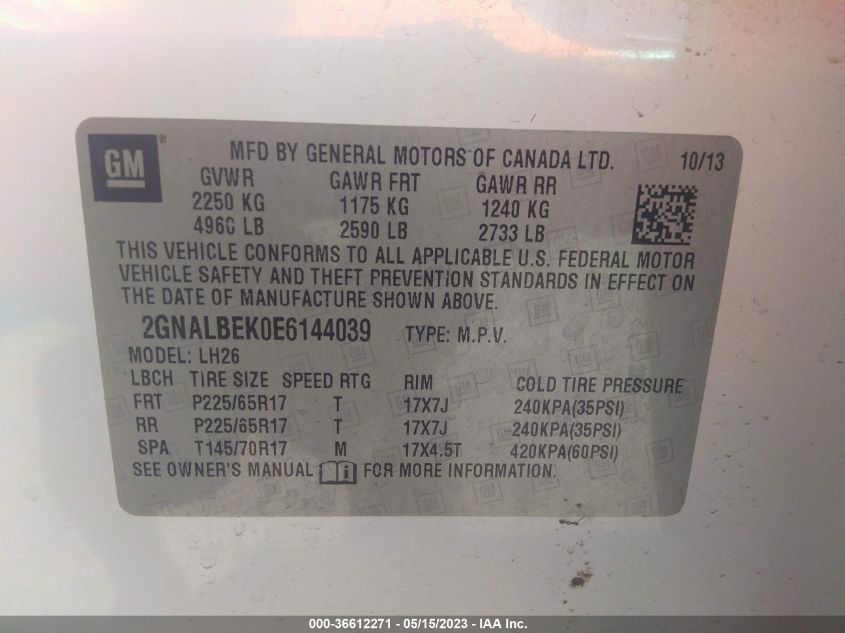 GM ® MFD BY GENERAL MOTORS OF CANADA LTD. 10/13
GVWR GAWR FRT GAWR RR
2250 KG 1175 KG 1240 KG
4960 LB 2590 LB 2733 LB
THIS VEHICLE CONFORMS TO ALL APPLICABLE U.S. FEDERAL MOTOR
VEHICLE SAFETY AND THEFT PREVENTION STANDARDS IN EFFECT ON
THE DATE OF MANUFACTURE SHOWN ABOVE.
2GNALBEK0E6144039 TYPE: M.P.V.
MODEL: LH26
LBCH TIRE SIZE SPEED RTG RIM COLD TIRE PRESSURE
FRT P225/65R17 T 17X7J 240KPA(35PSI)
RR P225/65R17 T 17X7J 240KPA(35PSI)
SPA T145/70R17 M 17X4.5T 420KPA(60PSI)
SEE OWNER'S MANUAL FOR MORE INFORMATION.
000-36612271 - 05/15/2023 - IAA Inc.